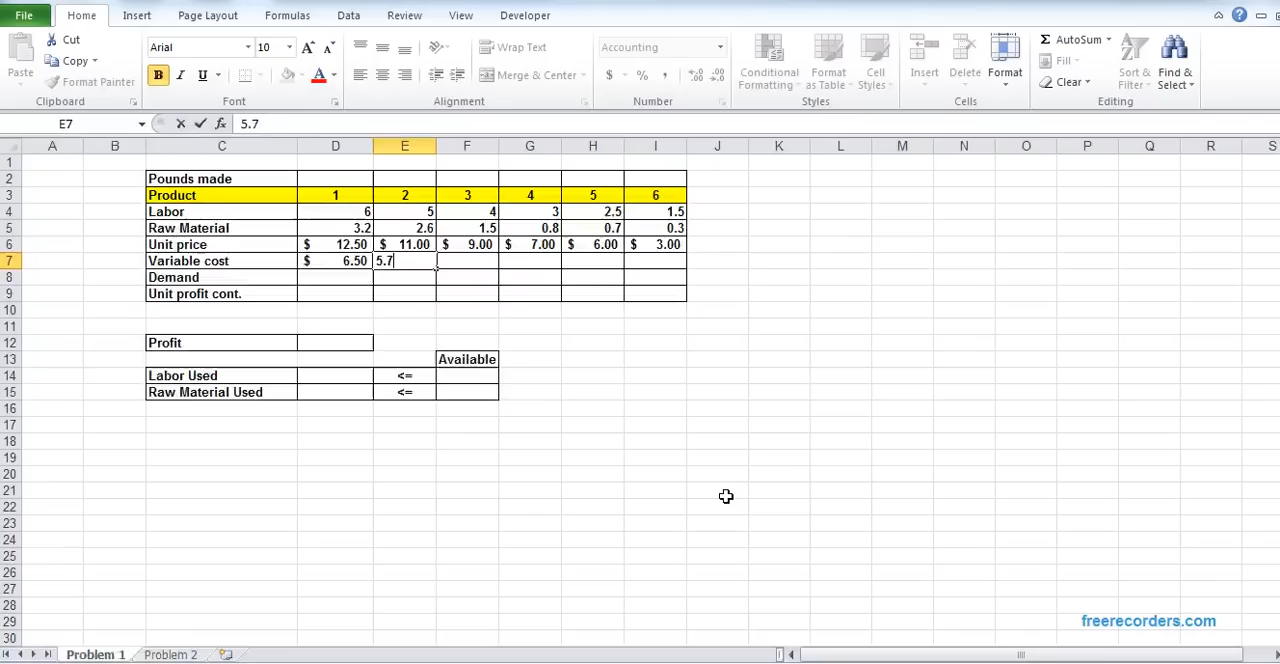 File Home Insert Page Layout Formulas Data Review View Developer
Cut
Copy
Format Painter
Paste
Clipboard
Arial 10
B I U
Font
Wrap Text
Merge & Center
Alignment
Accounting
$ % ,
Number
Conditional Formatting
Format as Table
Cell Styles
Styles
Insert Delete Format
Cells
AutoSum
Fill
Clear
Sort & Filter
Find & Select
Editing
E7 fx 5.7
A B C D E F G H I J K L M N O P Q R S
1
2 Pounds made
3 Product 1 2 3 4 5 6
4 Labor 6 5 4 3 2.5 1.5
5 Raw Material 3.2 2.6 1.5 0.8 0.7 0.3
6 Unit price $ 12.50 $ 11.00 $ 9.00 $ 7.00 $ 6.00 $ 3.00
7 Variable cost $ 6.50 5.7
8 Demand
9 Unit profit cont.
10
11
12 Profit
13 Available
14 Labor Used <=
15 Raw Material Used <=
16
17
18
19
20
21
22
23
24
25
26
27
28
29
30
freerecorders.com
Problem 1 Problem 2